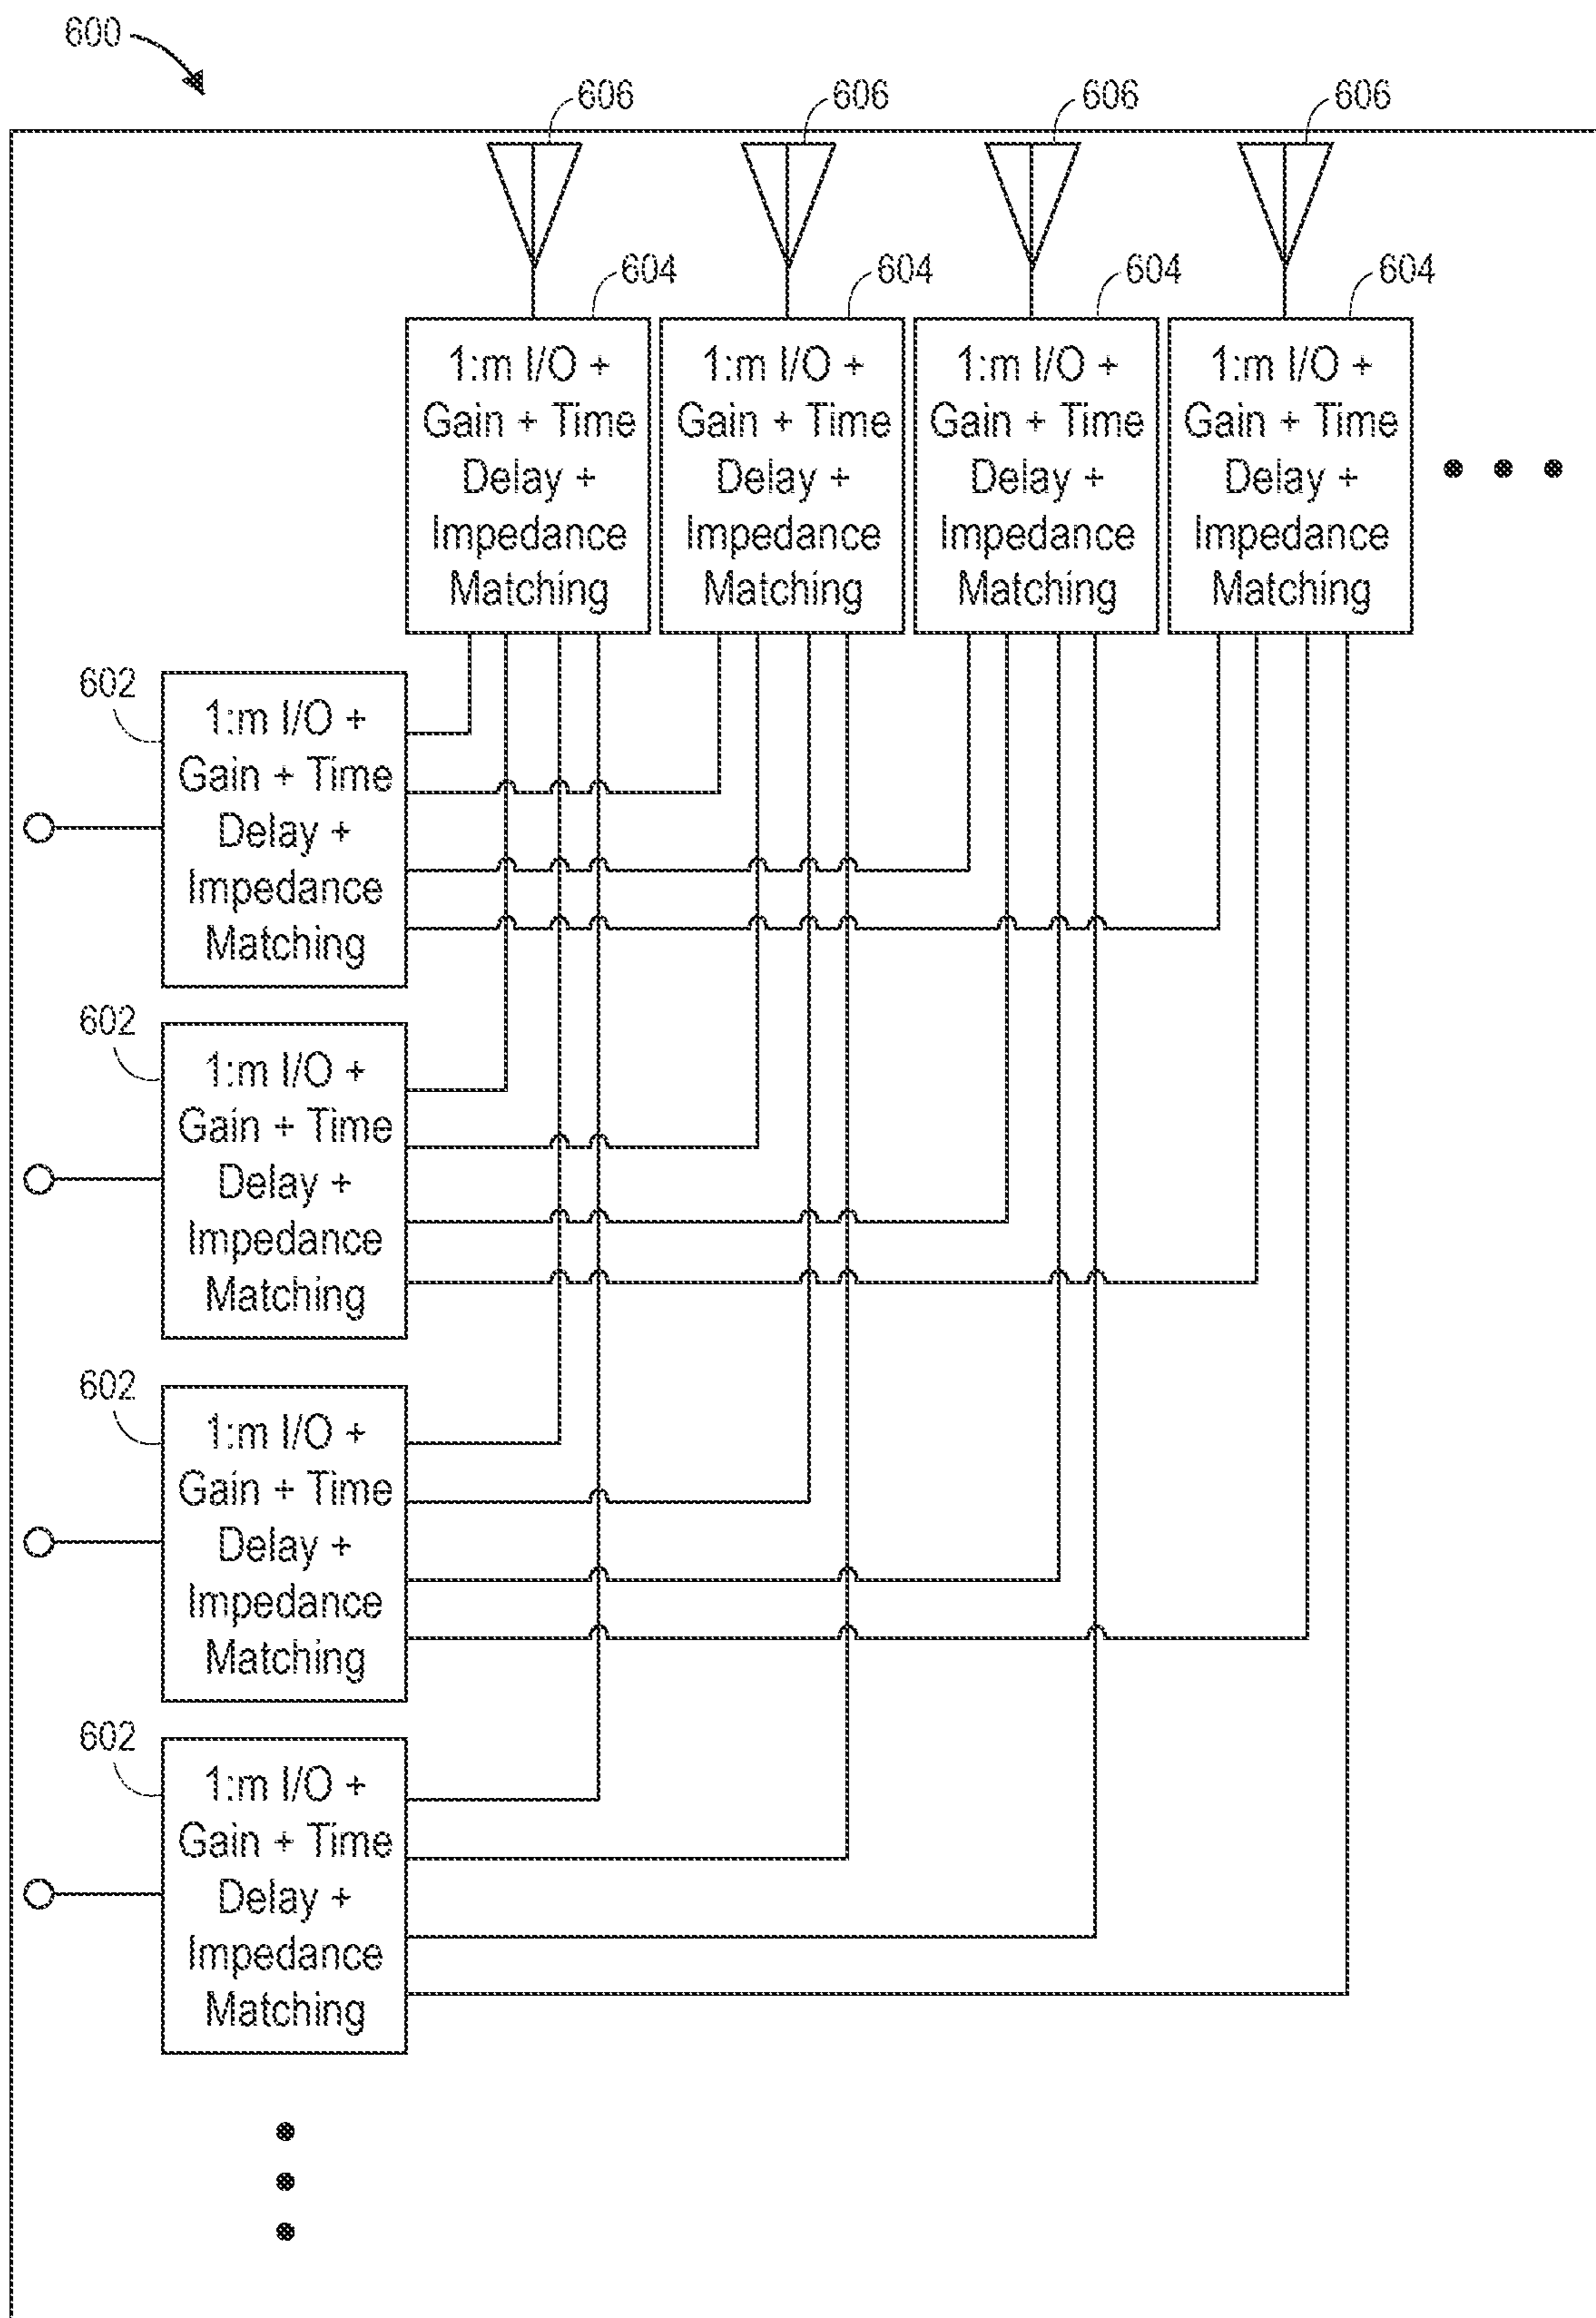 600
606 606 606 606
604 604 604 604
1:m I/O +
Gain + Time
Delay +
Impedance
Matching
1:m I/O +
Gain + Time
Delay +
Impedance
Matching
1:m I/O +
Gain + Time
Delay +
Impedance
Matching
1:m I/O +
Gain + Time
Delay +
Impedance
Matching
602
1:m I/O +
Gain + Time
Delay +
Impedance
Matching
602
1:m I/O +
Gain + Time
Delay +
Impedance
Matching
602
1:m I/O +
Gain + Time
Delay +
Impedance
Matching
602
1:m I/O +
Gain + Time
Delay +
Impedance
Matching